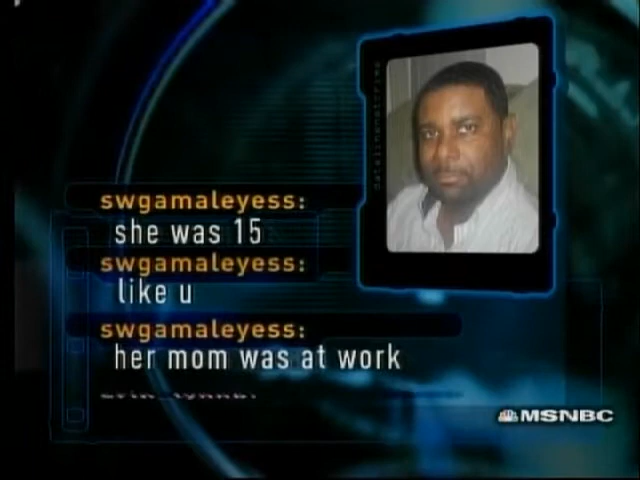 swgamaleyess:
she was 15
swgamaleyess:
like u
swgamaleyess:
her mom was at work
MSNBC